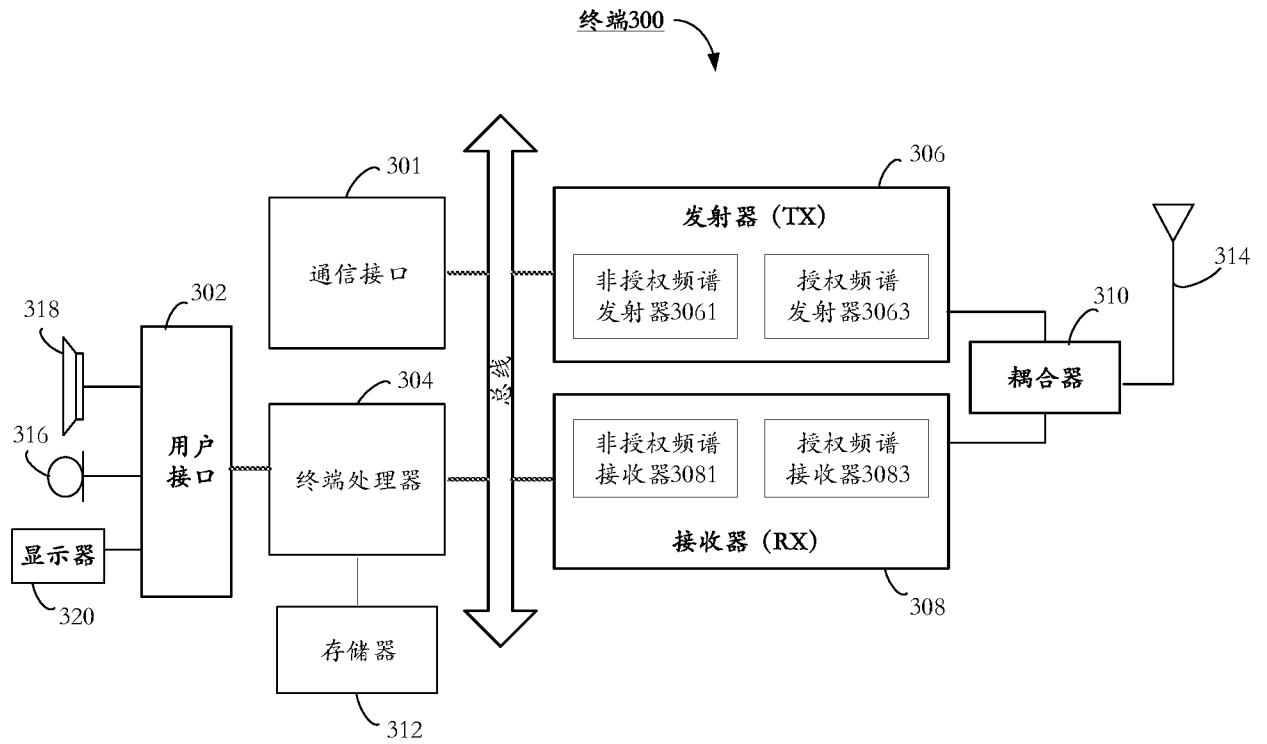 终端300
306
301
发射器（TX）
314
通信接口
非授权频谱
发射器3061
授权频谱
发射器3063
310
302
318
总线
耦合器
304
316
用户
接口
终端处理器
非授权频谱
接收器3081
授权频谱
接收器3083
接收器（RX）
显示器
320
308
存储器
312